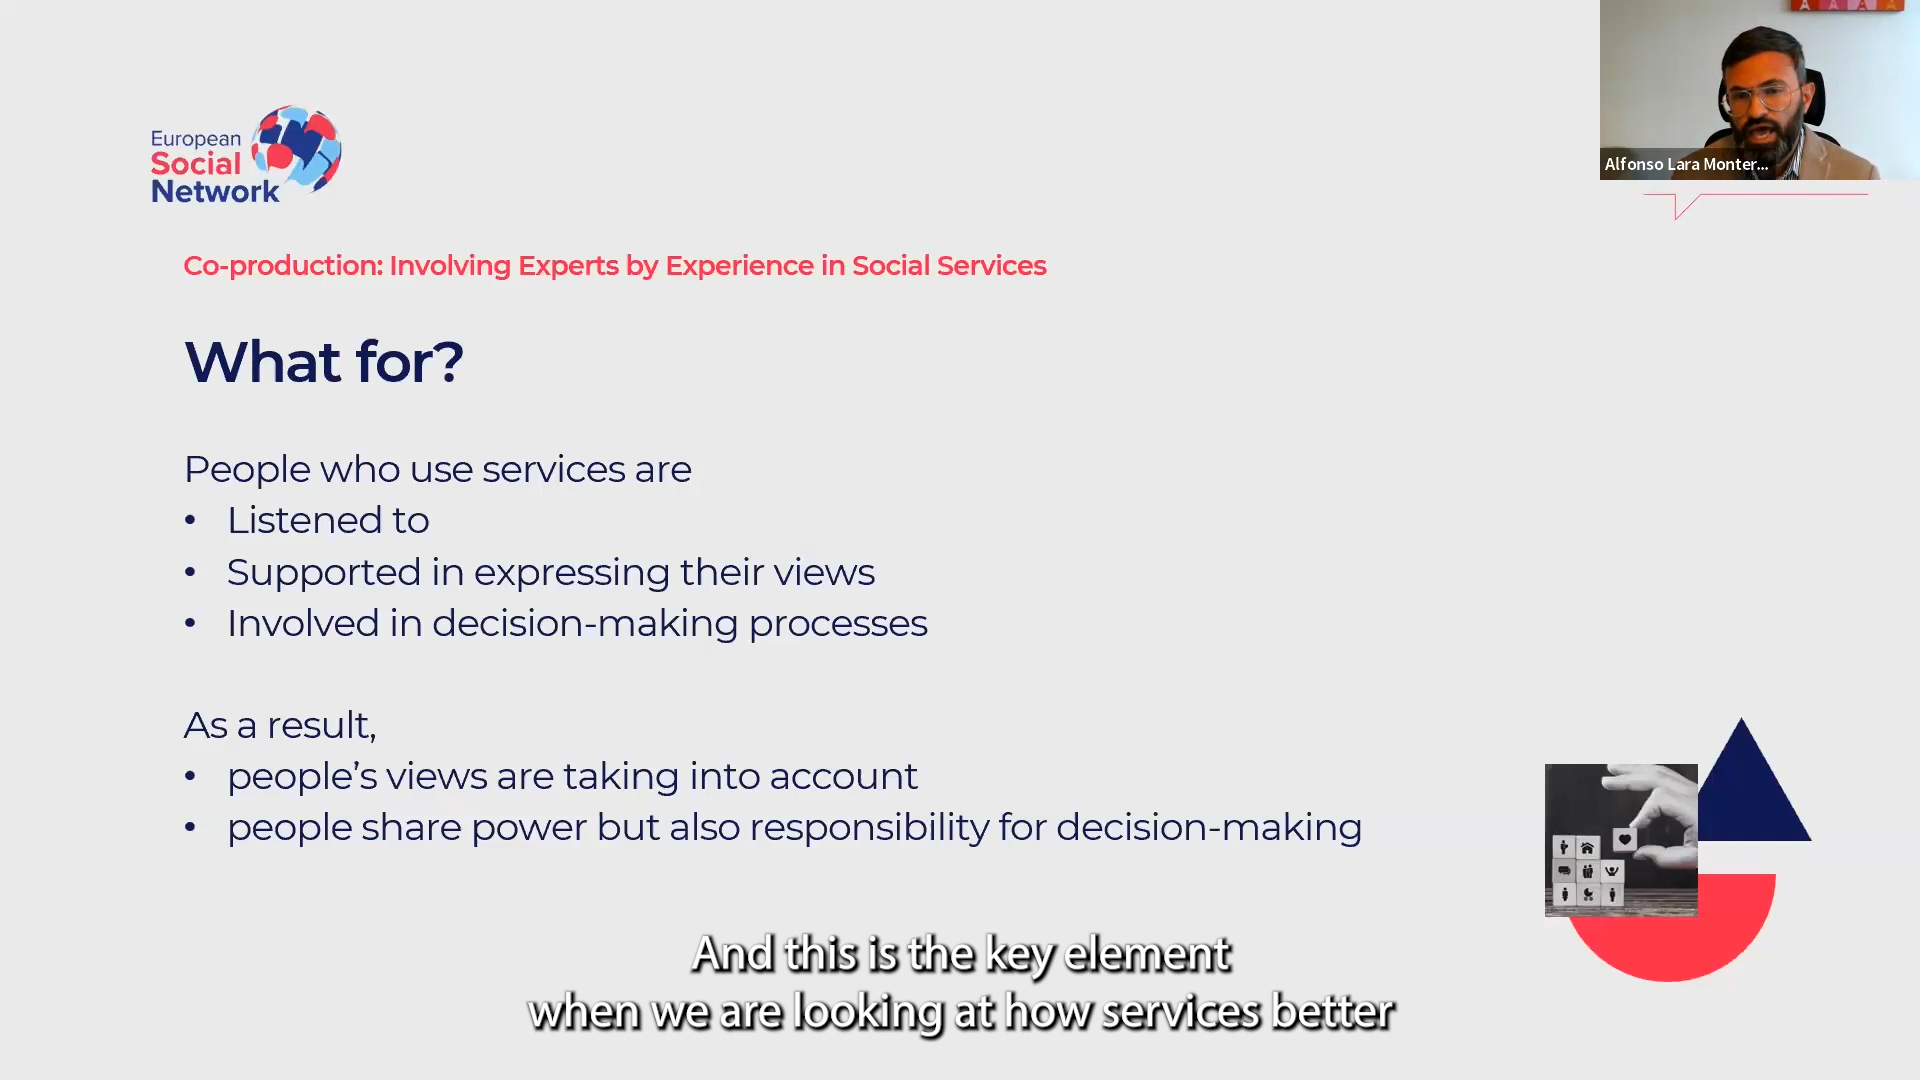 European
Social
Network
Alfonso Lara Monter...
Co-production: Involving Experts by Experience in Social Services
What for?
People who use services are
• Listened to
• Supported in expressing their views
• Involved in decision-making processes
As a result,
• people’s views are taking into account
• people share power but also responsibility for decision-making
And this is the key element
when we are looking at how services better